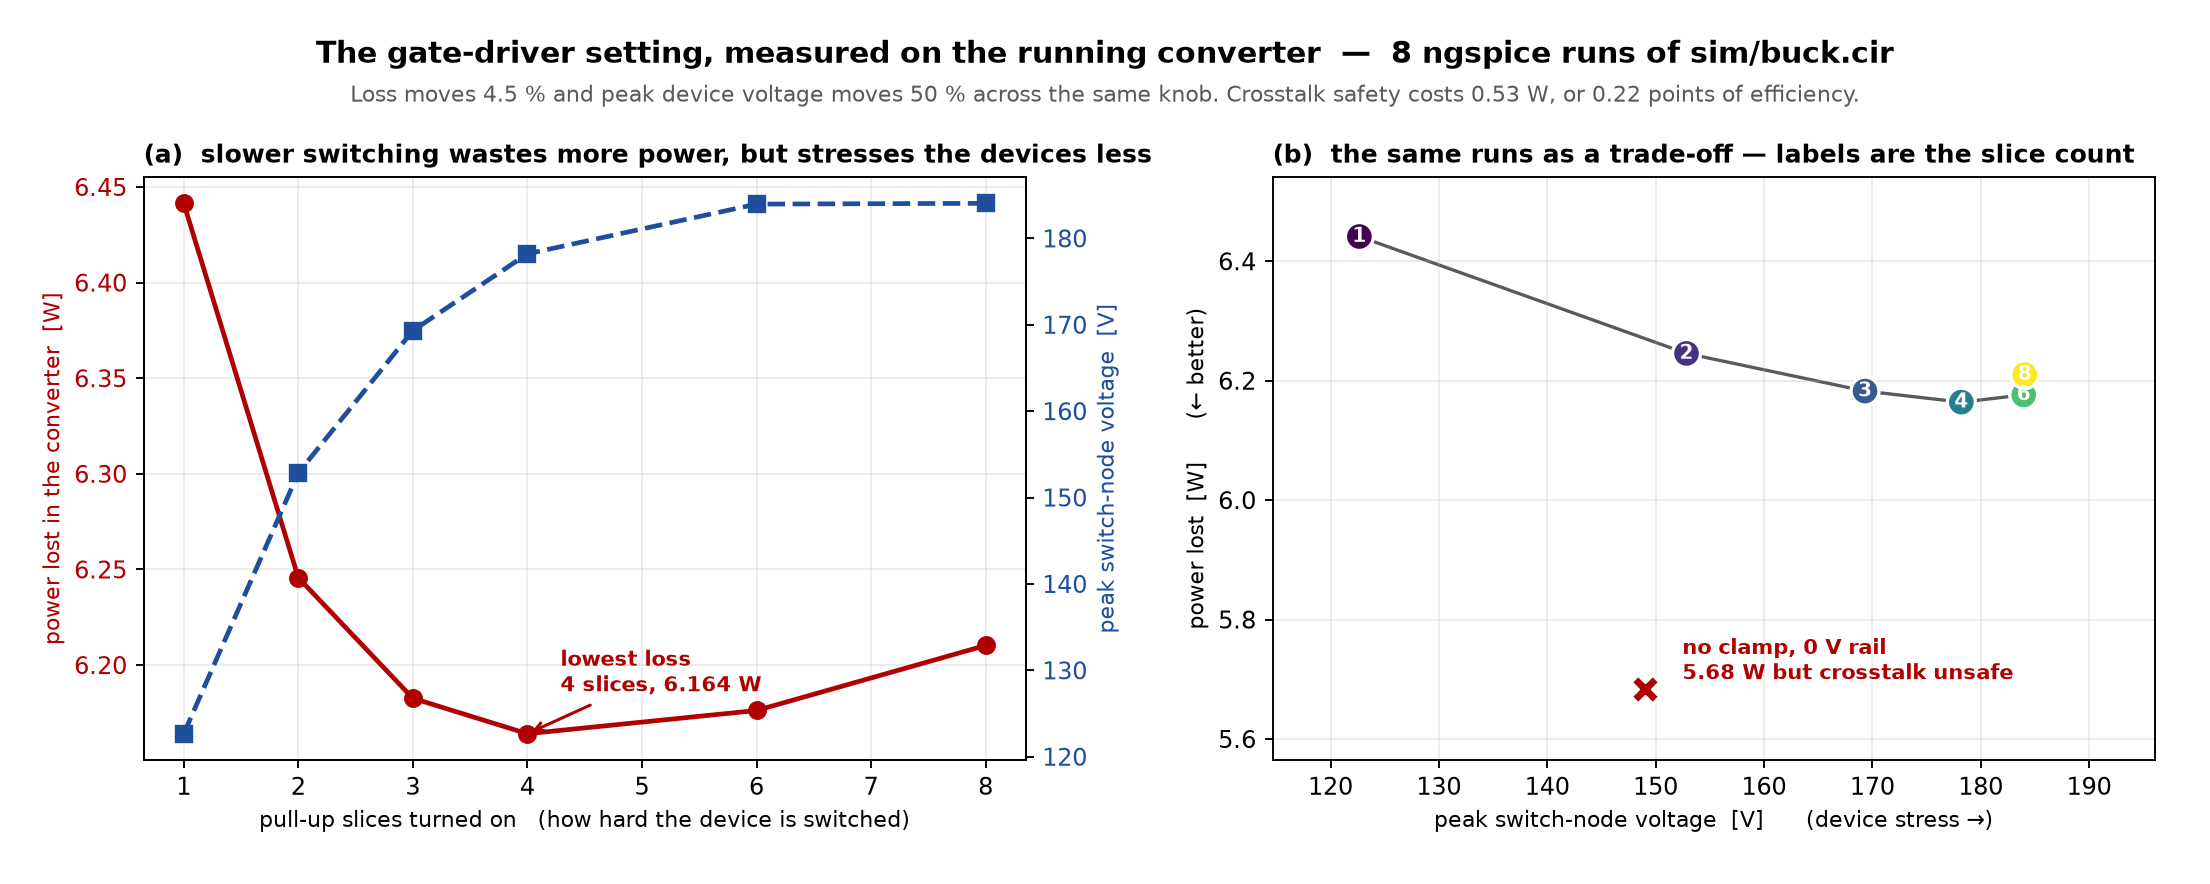 The gate-driver setting, measured on the running converter — 8 ngspice runs of sim/buck.cir
Loss moves 4.5 % and peak device voltage moves 50 % across the same knob. Crosstalk safety costs 0.53 W, or 0.22 points of efficiency.
(a) slower switching wastes more power, but stresses the devices less
6.45
6.40
6.35
6.30
6.25
6.20
power lost in the converter [W]
180
170
160
150
140
130
120
peak switch-node voltage [V]
lowest loss
4 slices, 6.164 W
1 2 3 4 5 6 7 8
pull-up slices turned on (how hard the device is switched)
(b) the same runs as a trade-off — labels are the slice count
6.4
6.2
6.0
5.8
5.6
power lost [W] (← better)
1
2
3
4
6
8
no clamp, 0 V rail
5.68 W but crosstalk unsafe
120 130 140 150 160 170 180 190
peak switch-node voltage [V] (device stress →)